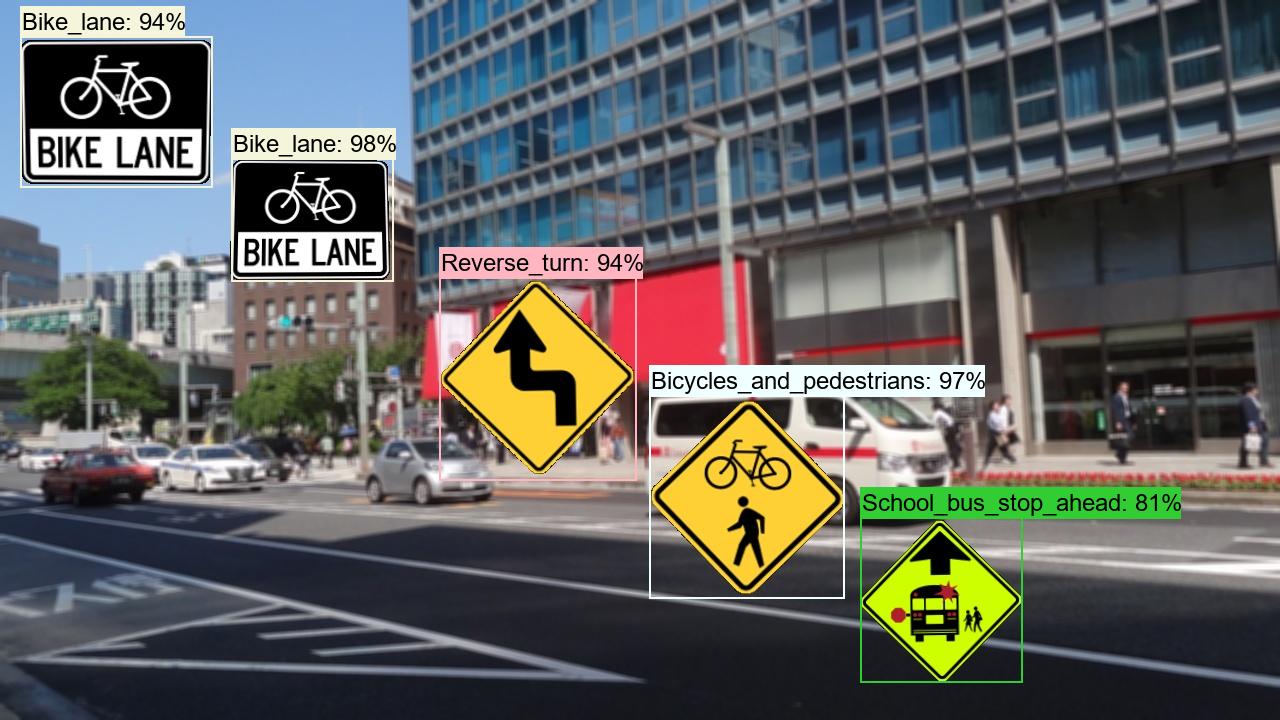 Bike_lane: 94%
BIKE LANE
Bike_lane: 98%
BIKE LANE
Reverse_turn: 94%
Bicycles_and_pedestrians: 97%
School_bus_stop_ahead: 81%